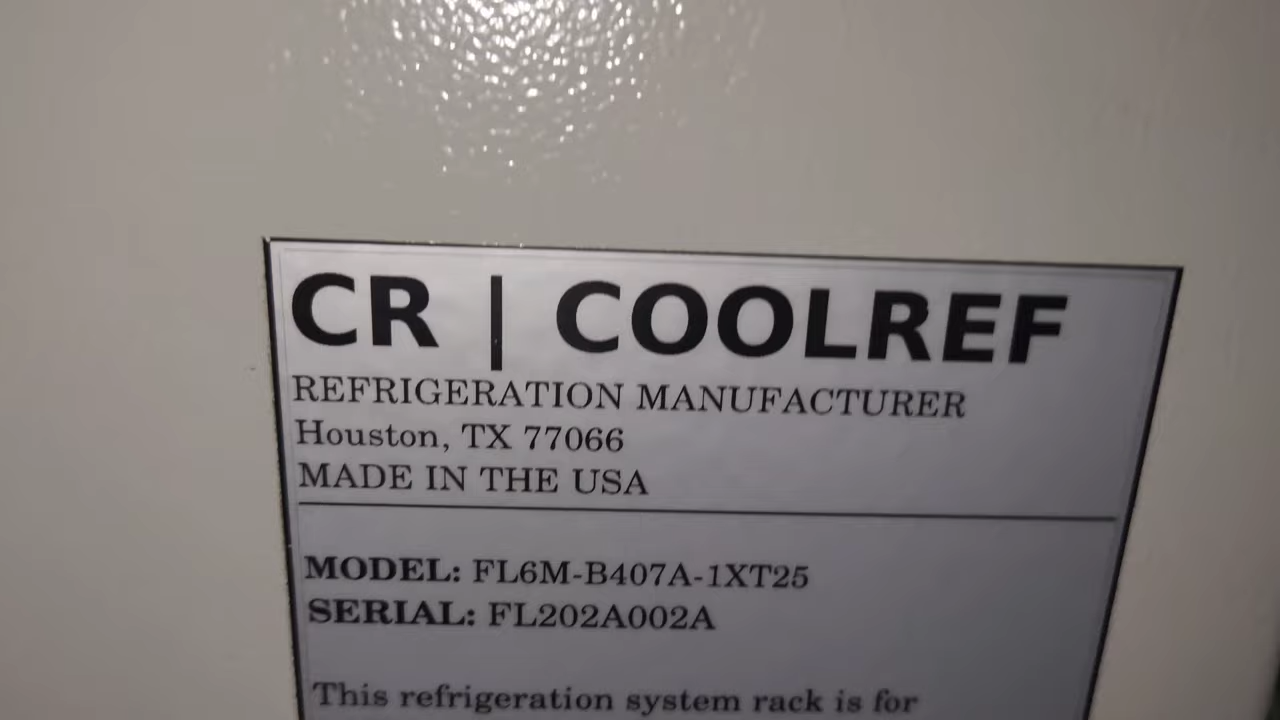 CR | COOLREF
REFRIGERATION MANUFACTURER
Houston, TX 77066
MADE IN THE USA
MODEL: FL6M-B407A-1XT25
SERIAL: FL202A002A
This refrigeration system rack is for